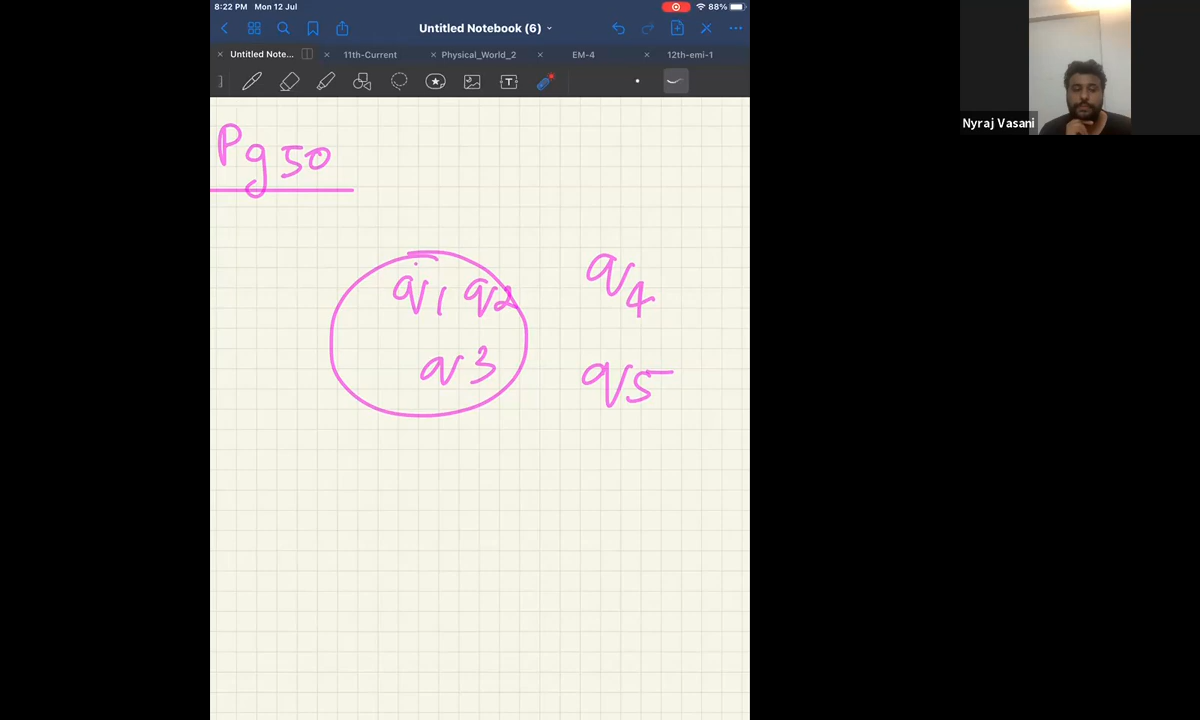 8:22 PM Mon 12 Jul
88%
Untitled Notebook (6)
Untitled Note...
11th-Current
Physical_World_2
EM-4
12th-emi-1
Nyraj Vasani
Pg 50
q1 q2
q4
q3
q5